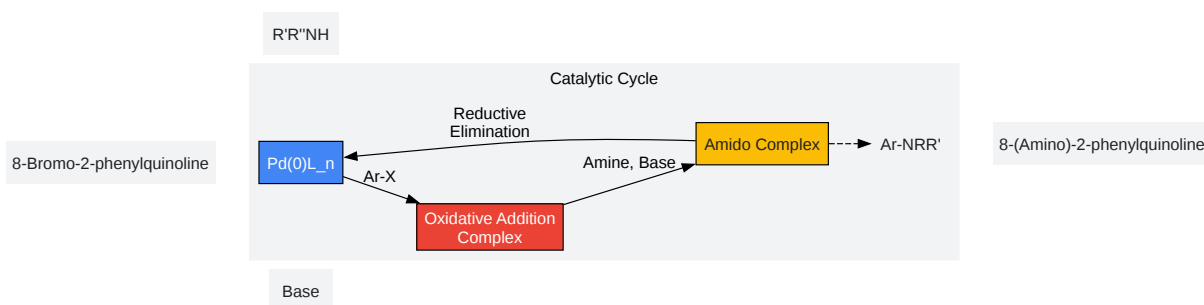 R'R''NH
Catalytic Cycle
Reductive
Elimination
8-Bromo-2-phenylquinoline
Pd(0)L_n
Ar-X
Amine, Base
Amido Complex
Ar-NRR'
8-(Amino)-2-phenylquinoline
Oxidative Addition
Complex
Base